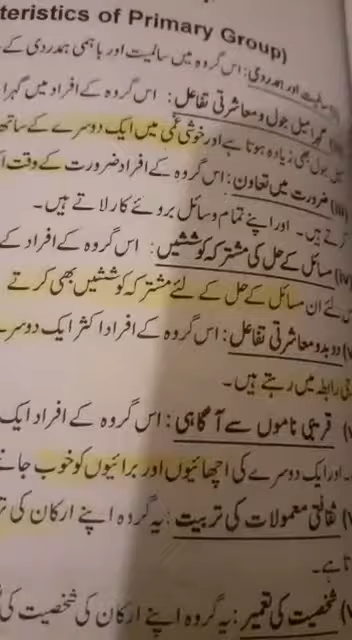 teristics of Primary Group)
سالمیت اور ہمدردی: اس گروہ میں سالمیت اور باہمی ہمدردی کے
گہرا میل جول و معاشرتی تفاعل: اس گروہ کے افراد میں گہرا
میل جول بھی زیادہ ہوتا ہے اور خوشی غمی میں ایک دوسرے کے ساتھ
(iii) ضرورت میں تعاون: اس گروہ کے افراد ضرورت کے وقت
کرتے ہیں۔ اور اپنے تمام وسائل بروئے کار لاتے ہیں۔
(iv) مسائل کے حل کی مشترکہ کوششیں: اس گروہ کے افراد کے
لئے ان مسائل کے حل کے لئے مشترکہ کوششیں بھی کرتے
دوبدو معاشرتی تفاعل: اس گروہ کے افراد اکثر ایک دوسرے
رابطہ میں رہتے ہیں۔
قریبی ناموں سے آگاہی: اس گروہ کے افراد ایک
۔ اور ایک دوسرے کی اچھائیوں اور برائیوں کو خوب جانتے
ثقافتی معمولات کی تربیت: یہ گروہ اپنے ارکان کی
ہے۔
شخصیت کی تعمیر: یہ گروہ اپنے ارکان کی شخصیت کی